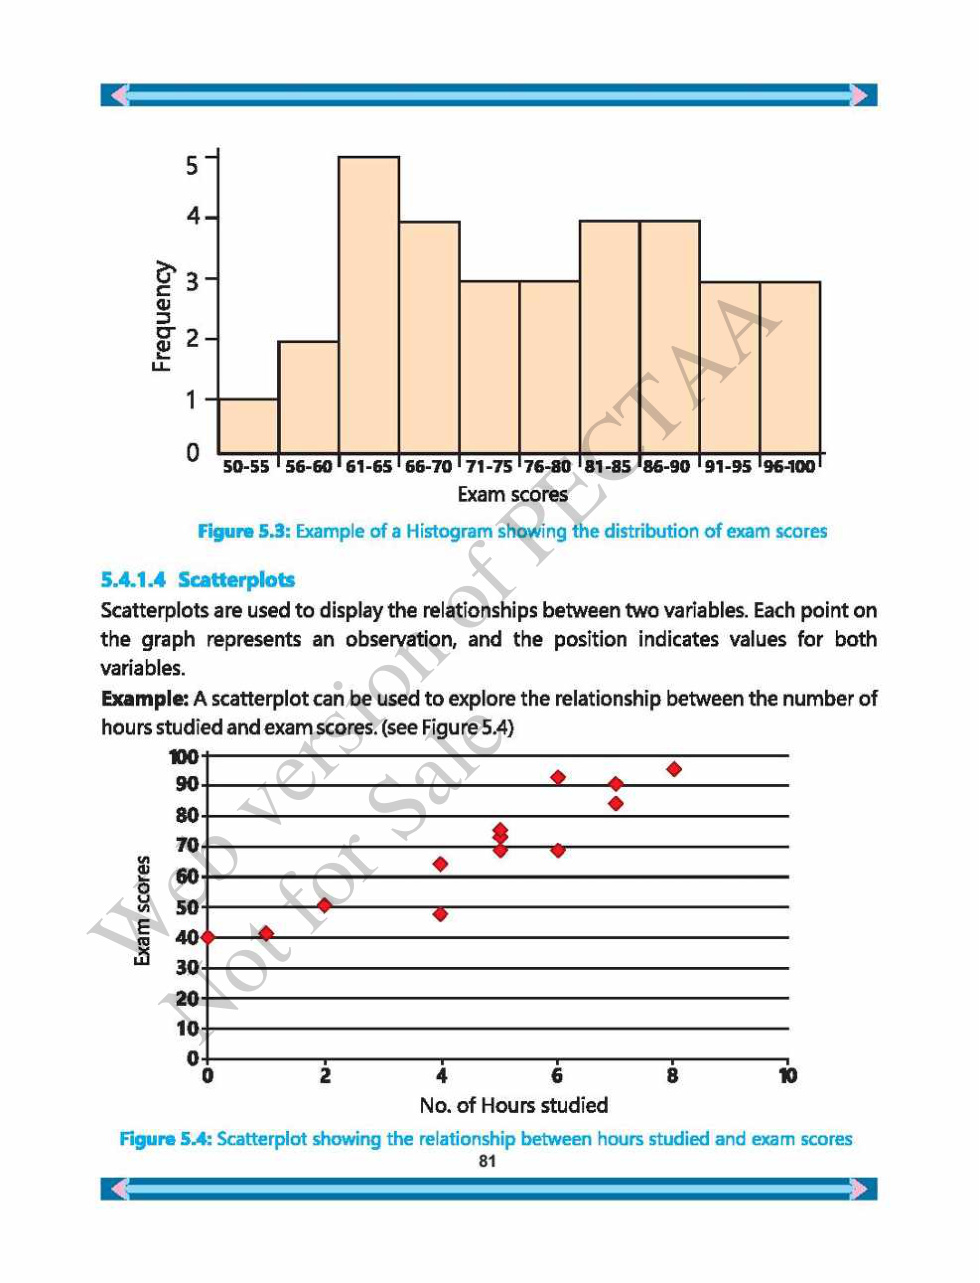 5
4
3
2
1
0
Frequency
50-55 56-60 61-65 66-70 71-75 76-80 81-85 86-90 91-95 96-100
Exam scores
Figure 5.3: Example of a Histogram showing the distribution of exam scores
5.4.1.4 Scatterplots
Scatterplots are used to display the relationships between two variables. Each point on
the graph represents an observation, and the position indicates values for both
variables.
Example: A scatterplot can be used to explore the relationship between the number of
hours studied and exam scores. (see Figure 5.4)
100
90
80
70
60
50
40
30
20
10
0
Exam scores
0 2 4 6 8 10
No. of Hours studied
Figure 5.4: Scatterplot showing the relationship between hours studied and exam scores
81
Web version of PECTAA
Not for Sale